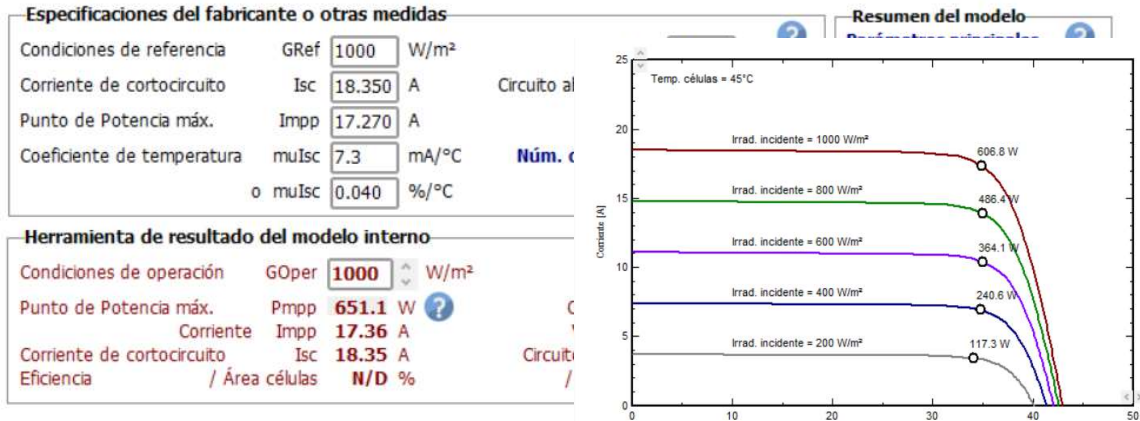 Especificaciones del fabricante o otras medidas
Condiciones de referencia GRef 1000 W/m²
Corriente de cortocircuito Isc 18.350 A Circuito
Punto de Potencia máx. Impp 17.270 A
Coeficiente de temperatura muIsc 7.3 mA/°C Núm.
o muIsc 0.040 %/°C
Herramienta de resultado del modelo interno
Condiciones de operación GOper 1000 W/m²
Punto de Potencia máx. Pmpp 651.1 W ?
Corriente Impp 17.36 A
Corriente de cortocircuito Isc 18.35 A
Eficiencia / Área células N/D %
Resumen del modelo
Parámetros principales
Temp. células = 45°C
Corriente [A]
25
20
15
10
5
0
Irrad. incidente = 1000 W/m²
606.8 W
Irrad. incidente = 800 W/m²
486.4 W
Irrad. incidente = 600 W/m²
364.1 W
Irrad. incidente = 400 W/m²
240.6 W
Irrad. incidente = 200 W/m²
117.3 W
0 10 20 30 40 50